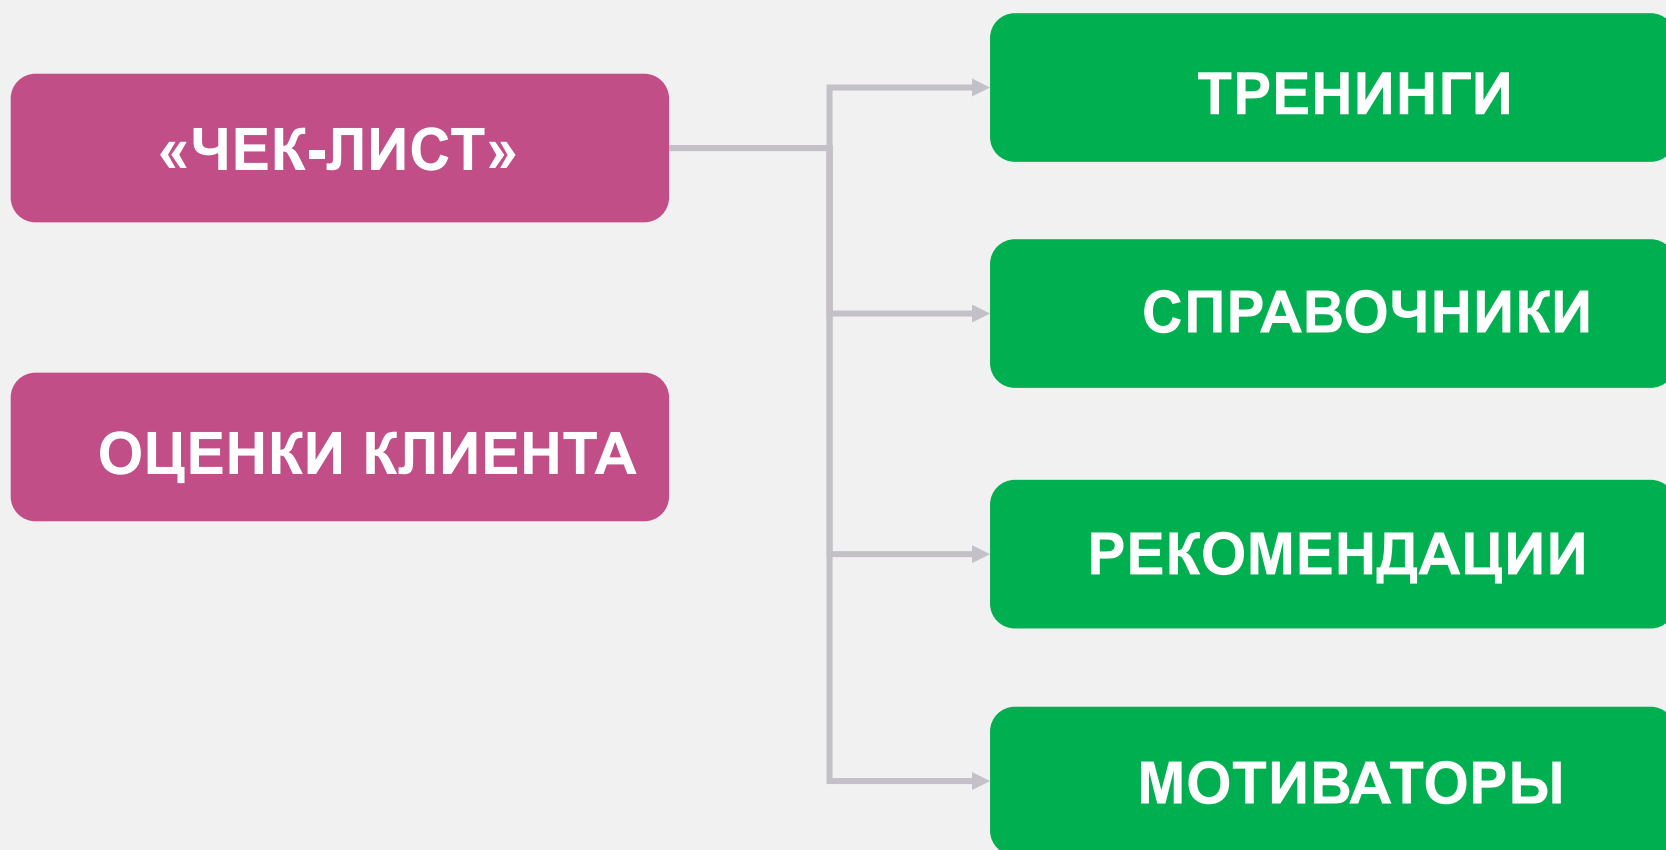 «ЧЕК-ЛИСТ»
ОЦЕНКИ КЛИЕНТА
ТРЕНИНГИ
СПРАВОЧНИКИ
РЕКОМЕНДАЦИИ
МОТИВАТОРЫ